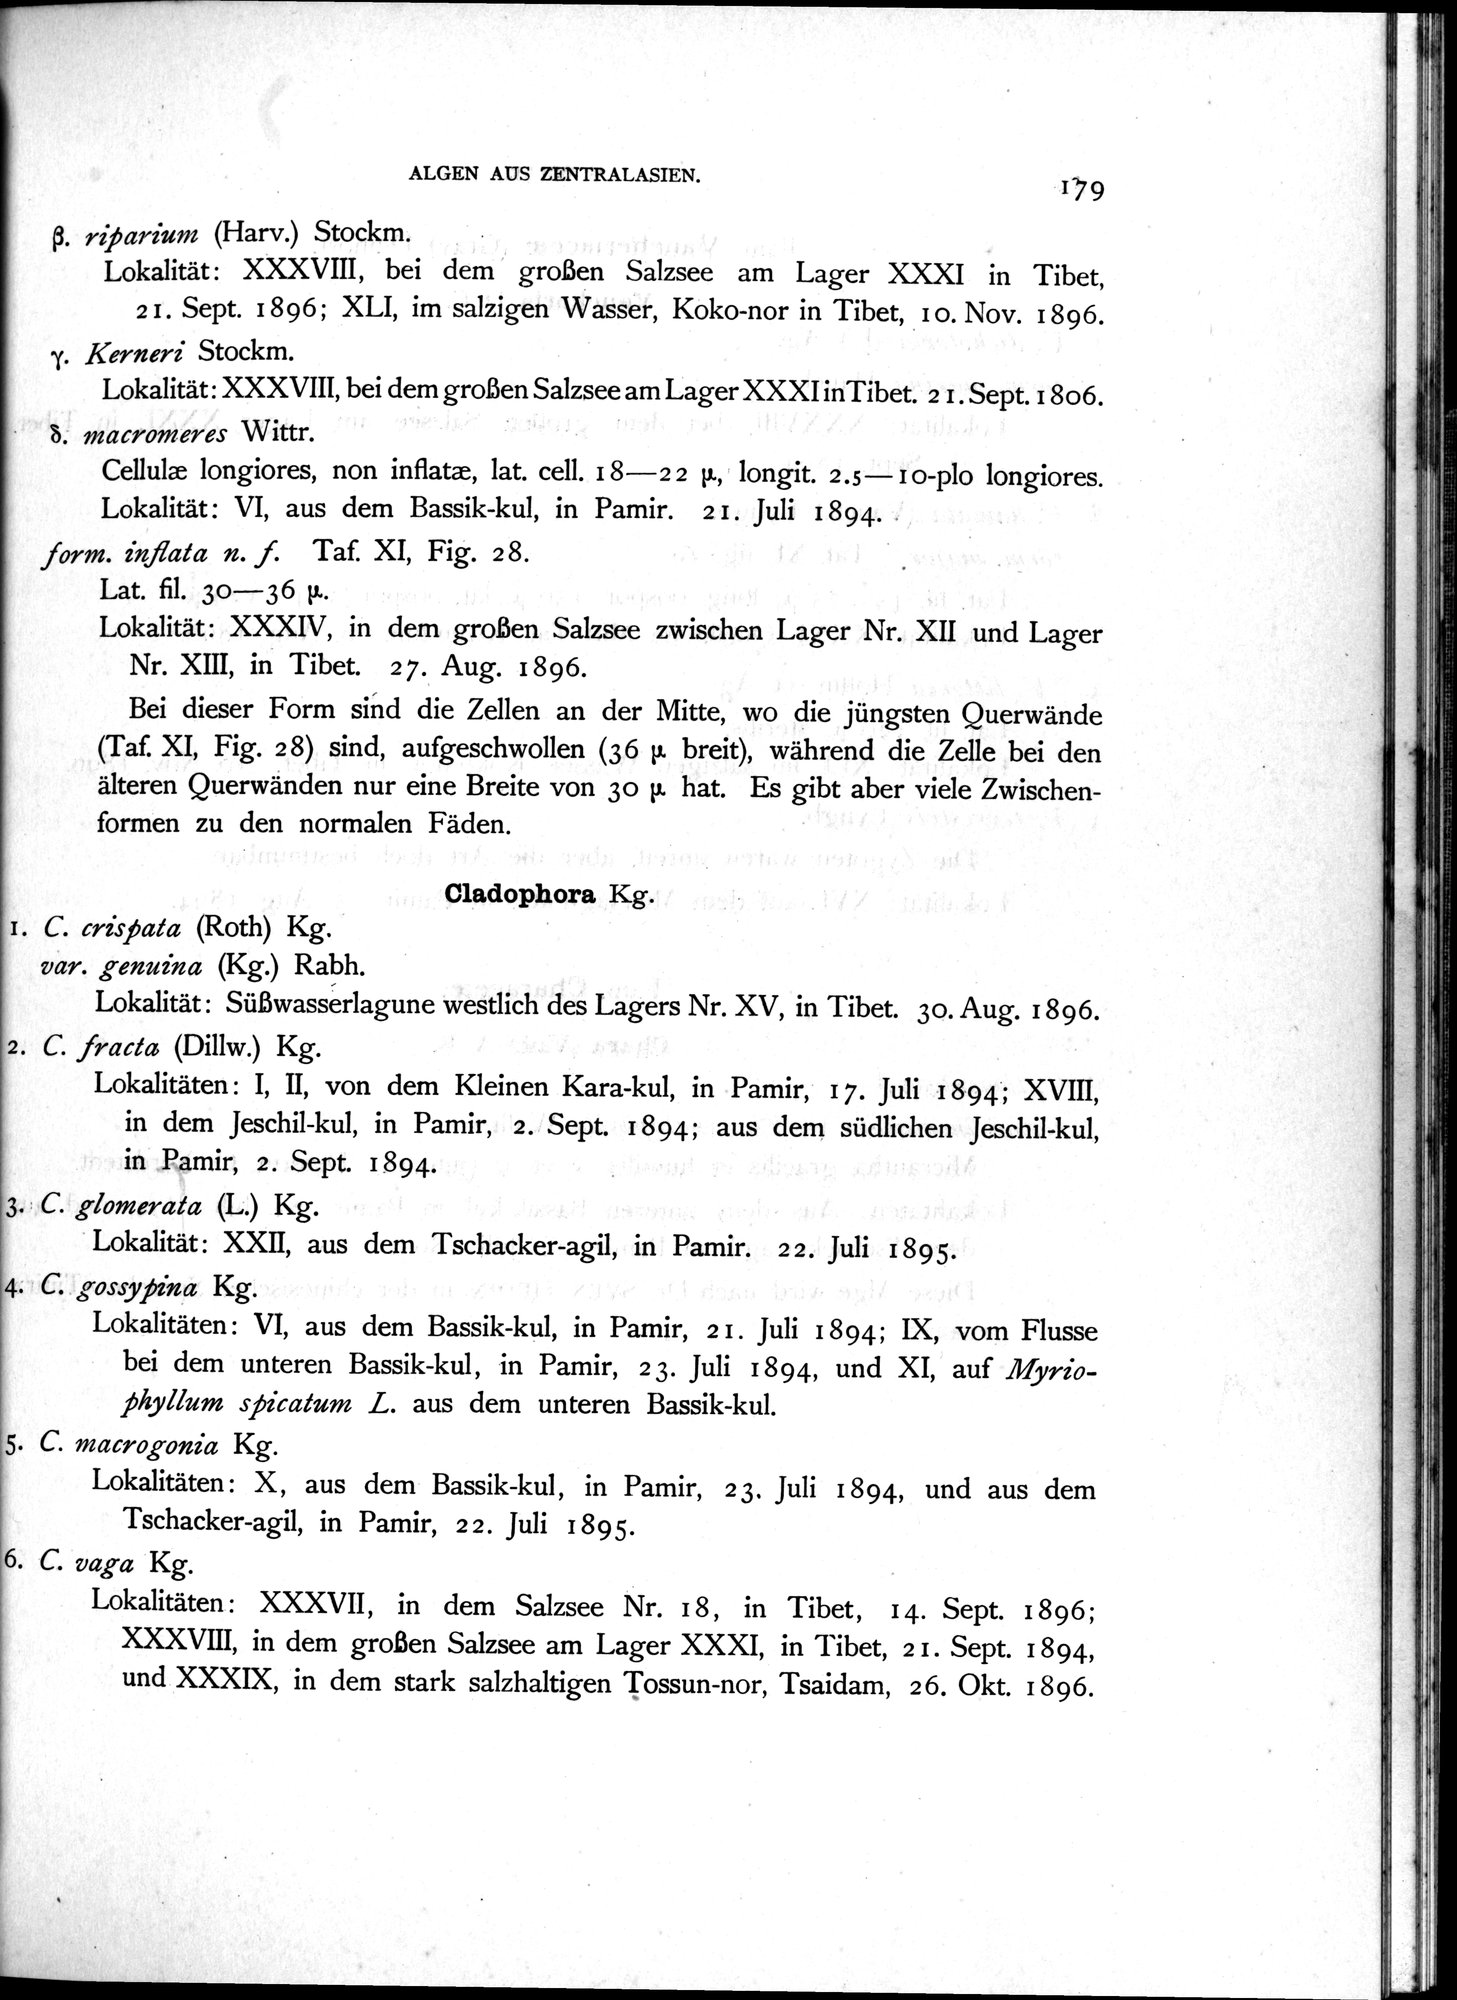 ALGEN AUS ZENTRALASIEN.
179
β. riparium (Harv.) Stockm.
Lokalität: XXXVIII, bei dem großen Salzsee am Lager XXXI in Tibet,
21. Sept. 1896; XLI, im salzigen Wasser, Koko-nor in Tibet, 10. Nov. 1896.
γ. Kerneri Stockm.
Lokalität: XXXVIII, bei dem großen Salzsee am Lager XXXI in Tibet. 21. Sept. 1806.
δ. macromeres Wittr.
Cellulæ longiores, non inflatæ, lat. cell. 18—22 μ, longit. 2.5—10-plo longiores.
Lokalität: VI, aus dem Bassik-kul, in Pamir. 21. Juli 1894.
form. inflata n. f. Taf. XI, Fig. 28.
Lat. fil. 30—36 μ.
Lokalität: XXXIV, in dem großen Salzsee zwischen Lager Nr. XII und Lager
Nr. XIII, in Tibet. 27. Aug. 1896.
Bei dieser Form sind die Zellen an der Mitte, wo die jüngsten Querwände
(Taf. XI, Fig. 28) sind, aufgeschwollen (36 μ breit), während die Zelle bei den
älteren Querwänden nur eine Breite von 30 μ hat. Es gibt aber viele Zwischen-
formen zu den normalen Fäden.
Cladophora Kg.
1. C. crispata (Roth) Kg.
var. genuina (Kg.) Rabh.
Lokalität: Süßwasserlagune westlich des Lagers Nr. XV, in Tibet. 30. Aug. 1896.
2. C. fracta (Dillw.) Kg.
Lokalitäten: I, II, von dem Kleinen Kara-kul, in Pamir, 17. Juli 1894; XVIII,
in dem Jeschil-kul, in Pamir, 2. Sept. 1894; aus dem südlichen Jeschil-kul,
in Pamir, 2. Sept. 1894.
3. C. glomerata (L.) Kg.
Lokalität: XXII, aus dem Tschacker-agil, in Pamir. 22. Juli 1895.
4. C. gossypina Kg.
Lokalitäten: VI, aus dem Bassik-kul, in Pamir, 21. Juli 1894; IX, vom Flusse
bei dem unteren Bassik-kul, in Pamir, 23. Juli 1894, und XI, auf Myrio-
phyllum spicatum L. aus dem unteren Bassik-kul.
5. C. macrogonia Kg.
Lokalitäten: X, aus dem Bassik-kul, in Pamir, 23. Juli 1894, und aus dem
Tschacker-agil, in Pamir, 22. Juli 1895.
6. C. vaga Kg.
Lokalitäten: XXXVII, in dem Salzsee Nr. 18, in Tibet, 14. Sept. 1896;
XXXVIII, in dem großen Salzsee am Lager XXXI, in Tibet, 21. Sept. 1894,
und XXXIX, in dem stark salzhaltigen Tossun-nor, Tsaidam, 26. Okt. 1896.